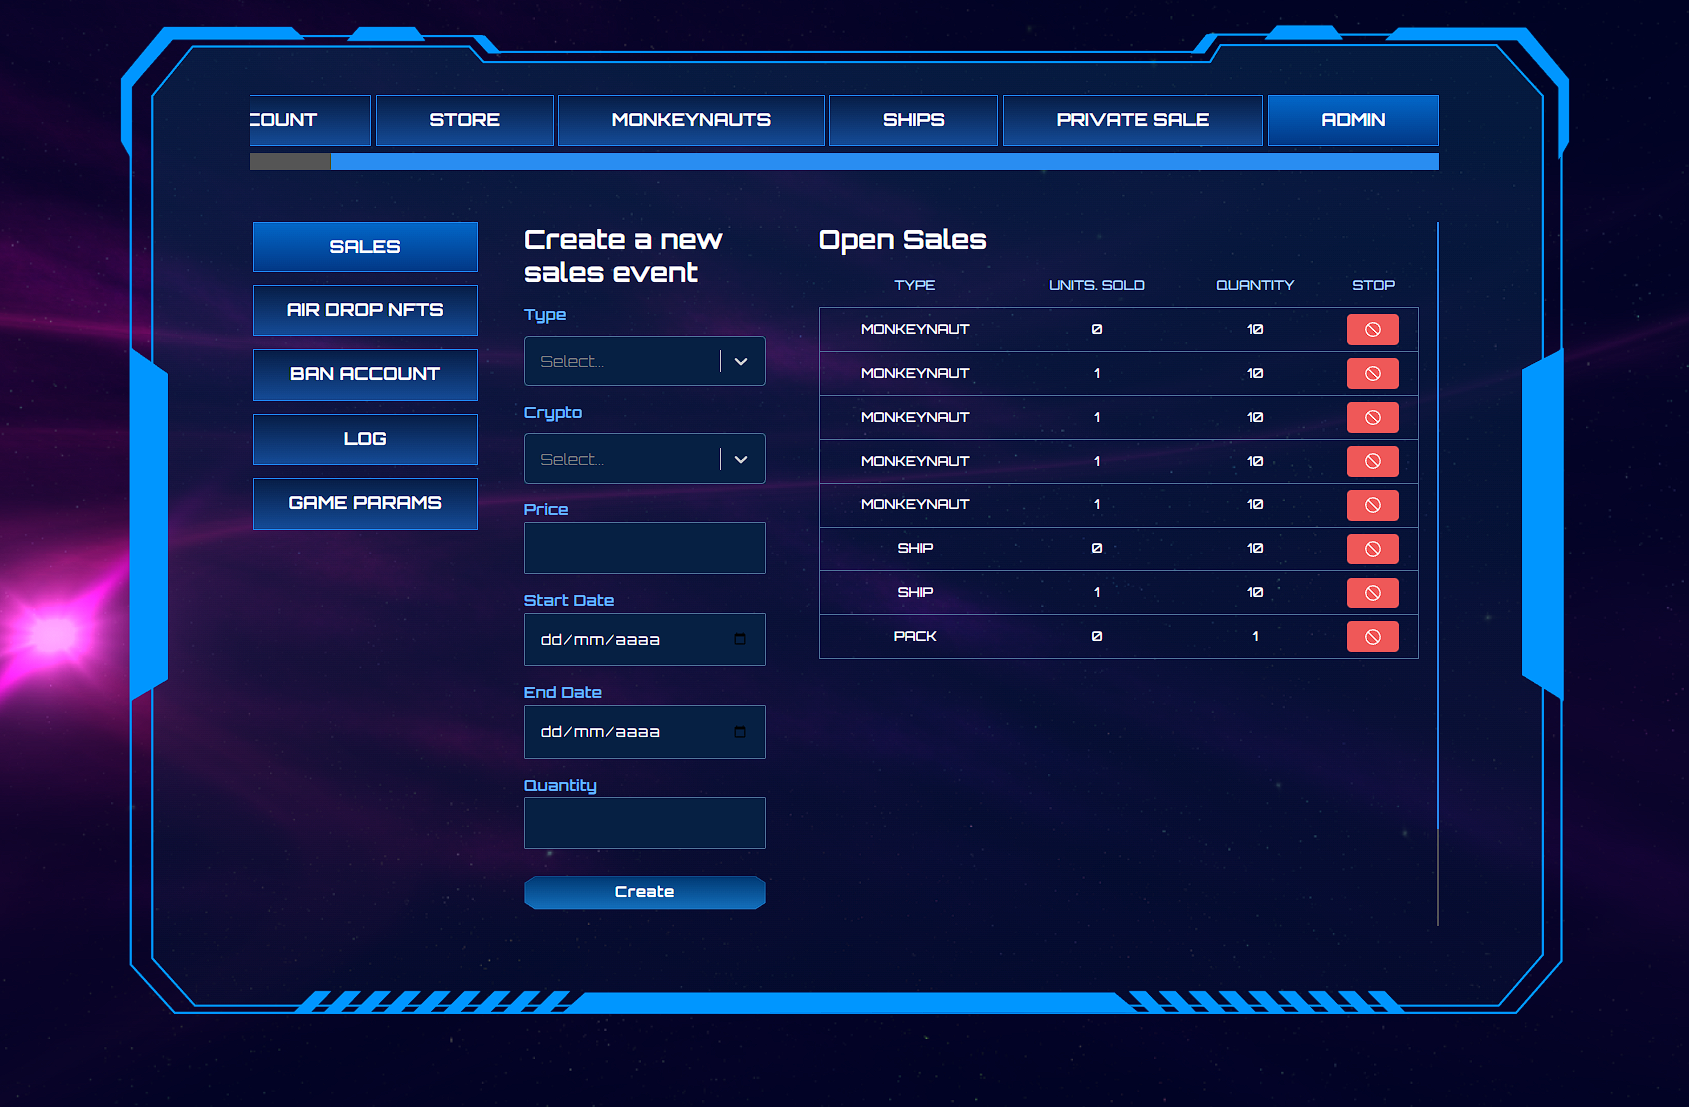 COUNT STORE MONKEYNAUTS SHIPS PRIVATE SALE ADMIN
SALES
AIR DROP NFTS
BAN ACCOUNT
LOG
GAME PARAMS
Create a new
sales event
Type
Select...
Crypto
Select...
Price
Start Date
dd/mm/aaaa
End Date
dd/mm/aaaa
Quantity
Create
Open Sales
TYPE UNITS. SOLD QUANTITY STOP
MONKEYNAUT 0 10
MONKEYNAUT 1 10
MONKEYNAUT 1 10
MONKEYNAUT 1 10
MONKEYNAUT 1 10
SHIP 0 10
SHIP 1 10
PACK 0 1